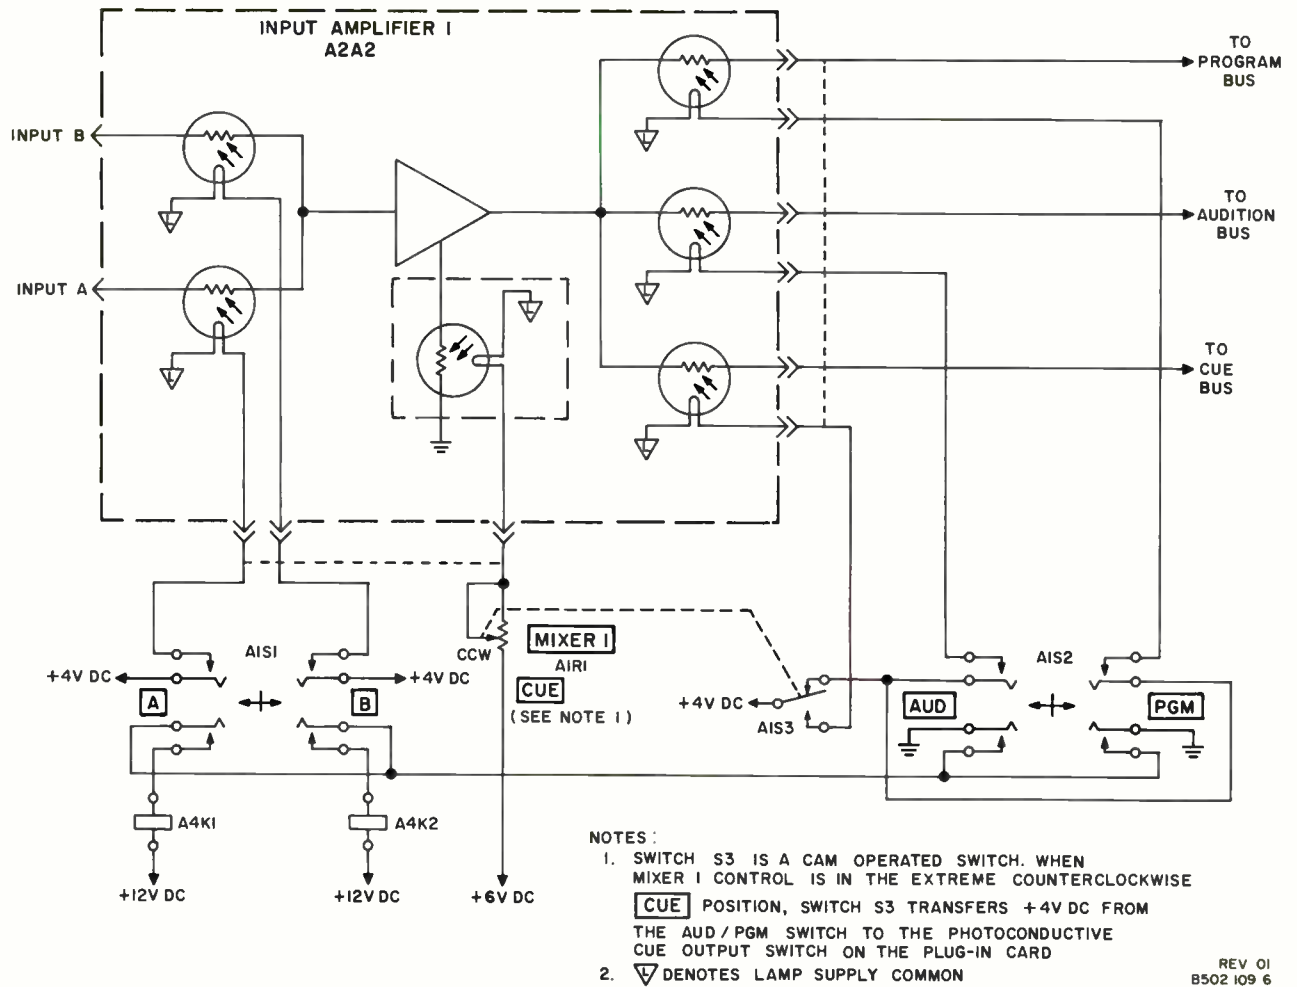 INPUT AMPLIFIER 1
A2A2
TO
PROGRAM
BUS
INPUT B
L
L
TO
AUDITION
BUS
INPUT A
L
L
L
TO
CUE
BUS
L
MIXER 1
CCW
A1R1
CUE
(SEE NOTE 1)
A1S1
+4V DC
+4V DC
A
B
+4V DC
A1S3
A1S2
AUD
PGM
A4K1
A4K2
+12V DC
+12V DC
+6V DC
NOTES:
1. SWITCH S3 IS A CAM OPERATED SWITCH. WHEN
MIXER 1 CONTROL IS IN THE EXTREME COUNTERCLOCKWISE
CUE POSITION, SWITCH S3 TRANSFERS +4V DC FROM
THE AUD/PGM SWITCH TO THE PHOTOCONDUCTIVE
CUE OUTPUT SWITCH ON THE PLUG-IN CARD
2. L DENOTES LAMP SUPPLY COMMON
REV 01
B502 109 6